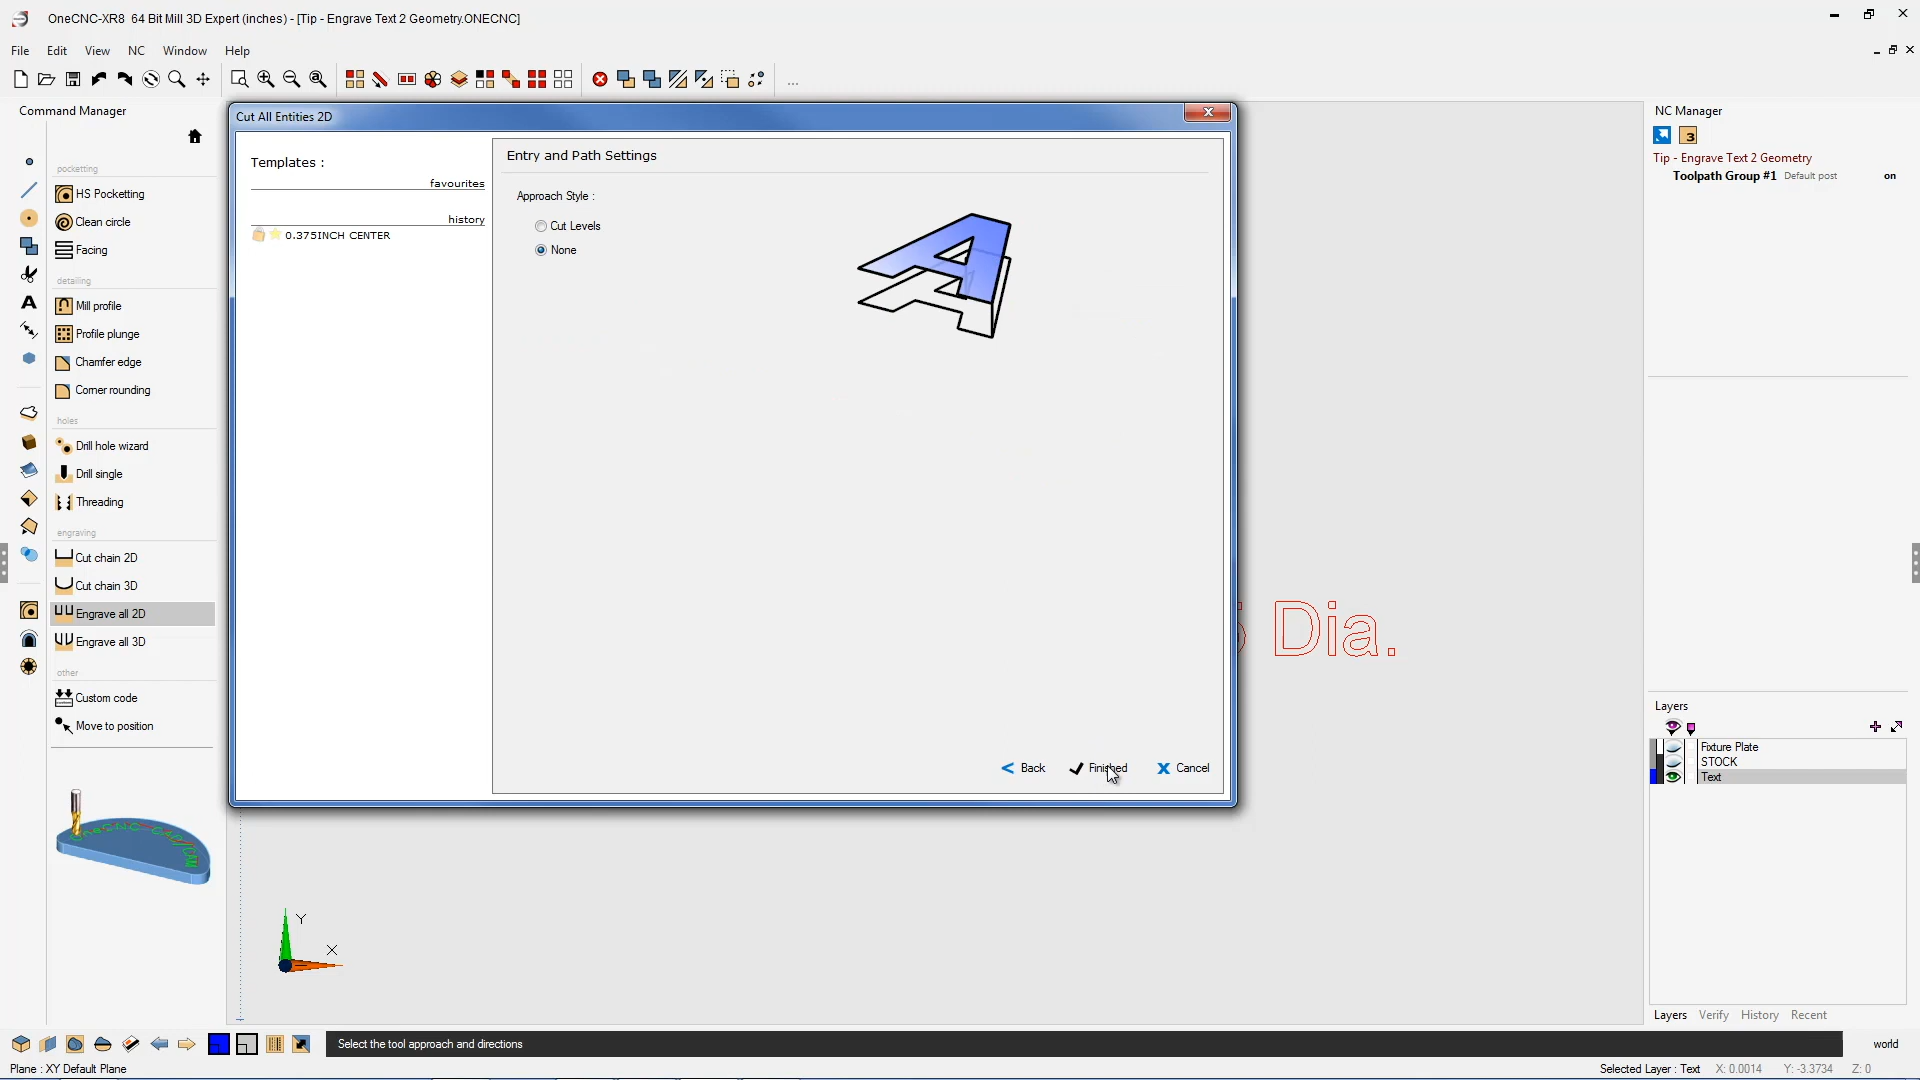 OneCNC-XR8 64 Bit Mill 3D Expert (inches) - [Tip - Engrave Text 2 Geometry.ONECNC]
File Edit View NC Window Help
Command Manager
pocketting
HS Pocketting
Clean circle
Facing
detailing
Mill profile
Profile plunge
Chamfer edge
Corner rounding
holes
Drill hole wizard
Drill single
Threading
engraving
Cut chain 2D
Cut chain 3D
Engrave all 2D
Engrave all 3D
other
Custom code
Move to position
OneCNC CAD/CAM
Cut All Entities 2D
Templates :
favourites
history
0.375INCH CENTER
Entry and Path Settings
Approach Style :
Cut Levels
None
Back Finished Cancel
Dia.
Y
X
NC Manager
3
Tip - Engrave Text 2 Geometry
Toolpath Group #1 Default post on
Layers
Fixture Plate
STOCK
Text
Layers Verify History Recent
Select the tool approach and directions
world
Plane : XY Default Plane
Selected Layer : Text X: 0.0014 Y: -3.3734 Z: 0